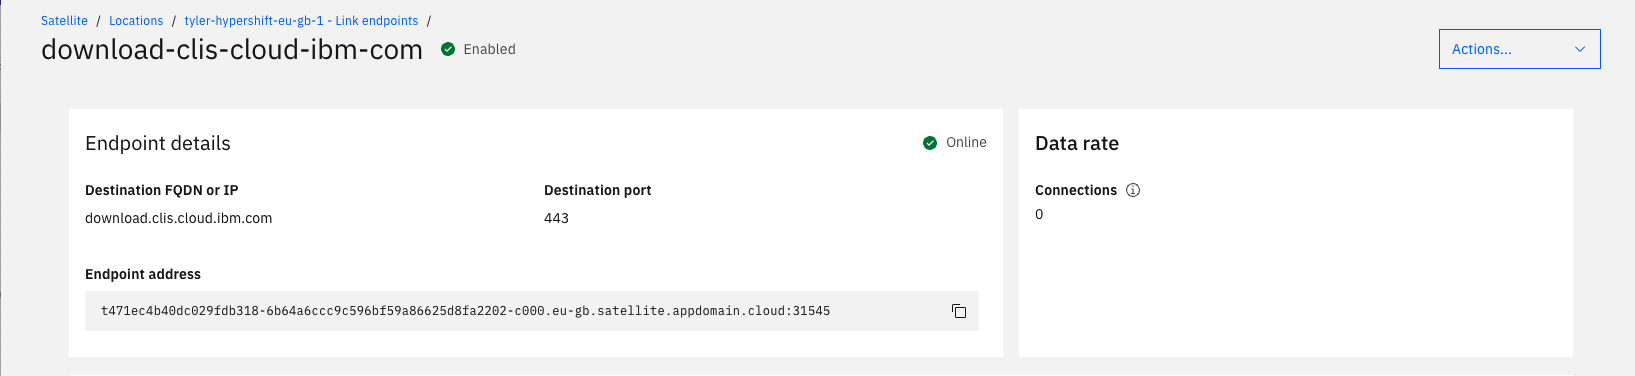 Satellite / Locations / tyler-hypershift-eu-gb-1 - Link endpoints /
download-clis-cloud-ibm-com Enabled
Actions...
Endpoint details Online
Destination FQDN or IP Destination port
download.clis.cloud.ibm.com 443
Endpoint address
t471ec4b40dc029fdb318-6b64a6ccc9c596bf59a86625d8fa2202-c000.eu-gb.satellite.appdomain.cloud:31545
Data rate
Connections
0